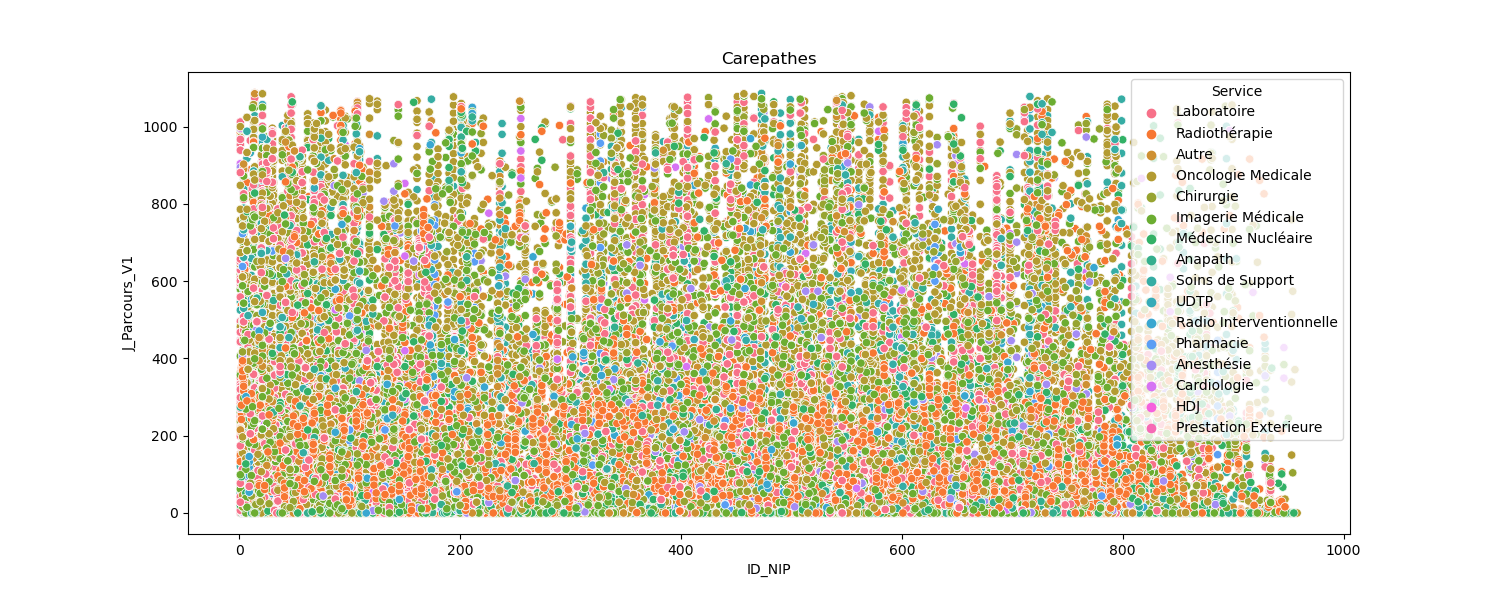 Carepathes
J_Parcours_V1
1000
800
600
400
200
0
0 200 400 600 800 1000
ID_NIP
Service
Laboratoire
Radiothérapie
Autre
Oncologie Medicale
Chirurgie
Imagerie Médicale
Médecine Nucléaire
Anapath
Soins de Support
UDTP
Radio Interventionnelle
Pharmacie
Anesthésie
Cardiologie
HDJ
Prestation Exterieure